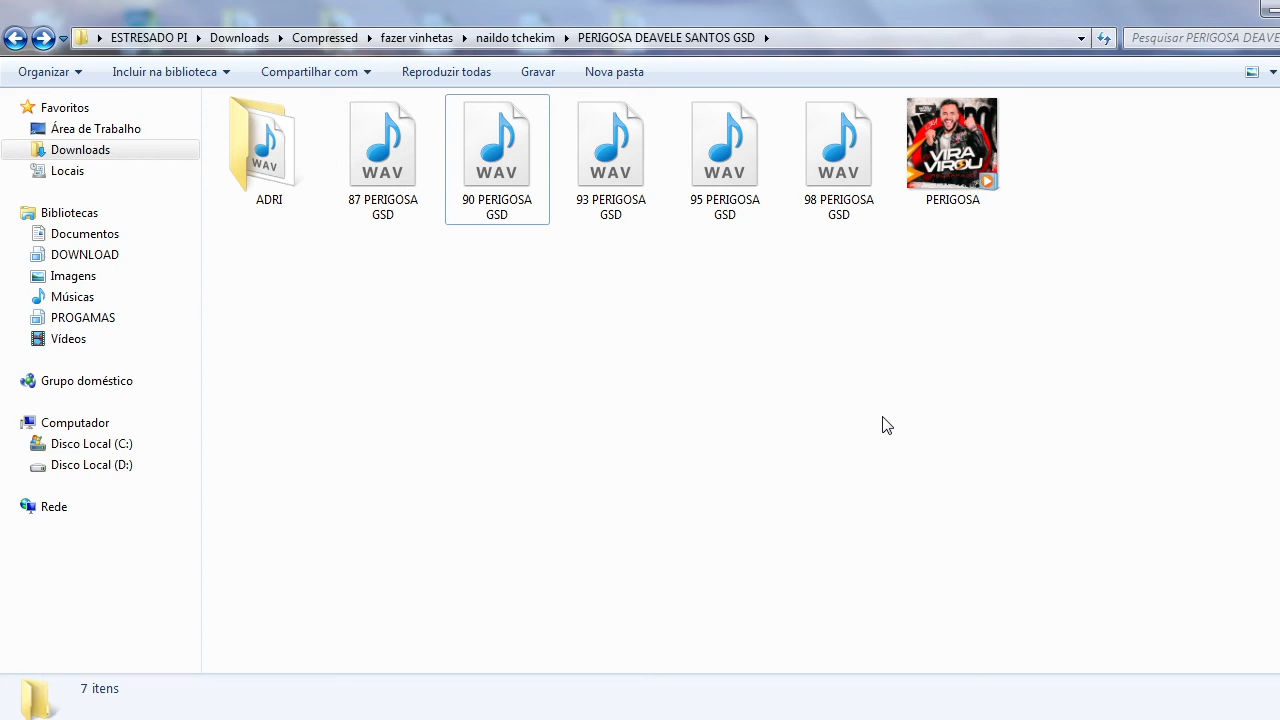 ESTRESADO PI Downloads Compressed fazer vinhetas naildo tchekim PERIGOSA DEAVELE SANTOS GSD
Pesquisar PERIGOSA DEAVE
Organizar Incluir na biblioteca Compartilhar com Reproduzir todas Gravar Nova pasta
Favoritos
Área de Trabalho
Downloads
Locais
Bibliotecas
Documentos
DOWNLOAD
Imagens
Músicas
PROGAMAS
Vídeos
Grupo doméstico
Computador
Disco Local (C:)
Disco Local (D:)
Rede
WAV
ADRI
WAV
87 PERIGOSA
GSD
WAV
90 PERIGOSA
GSD
WAV
93 PERIGOSA
GSD
WAV
95 PERIGOSA
GSD
WAV
98 PERIGOSA
GSD
VIRA
VIROU
PERIGOSA
7 itens